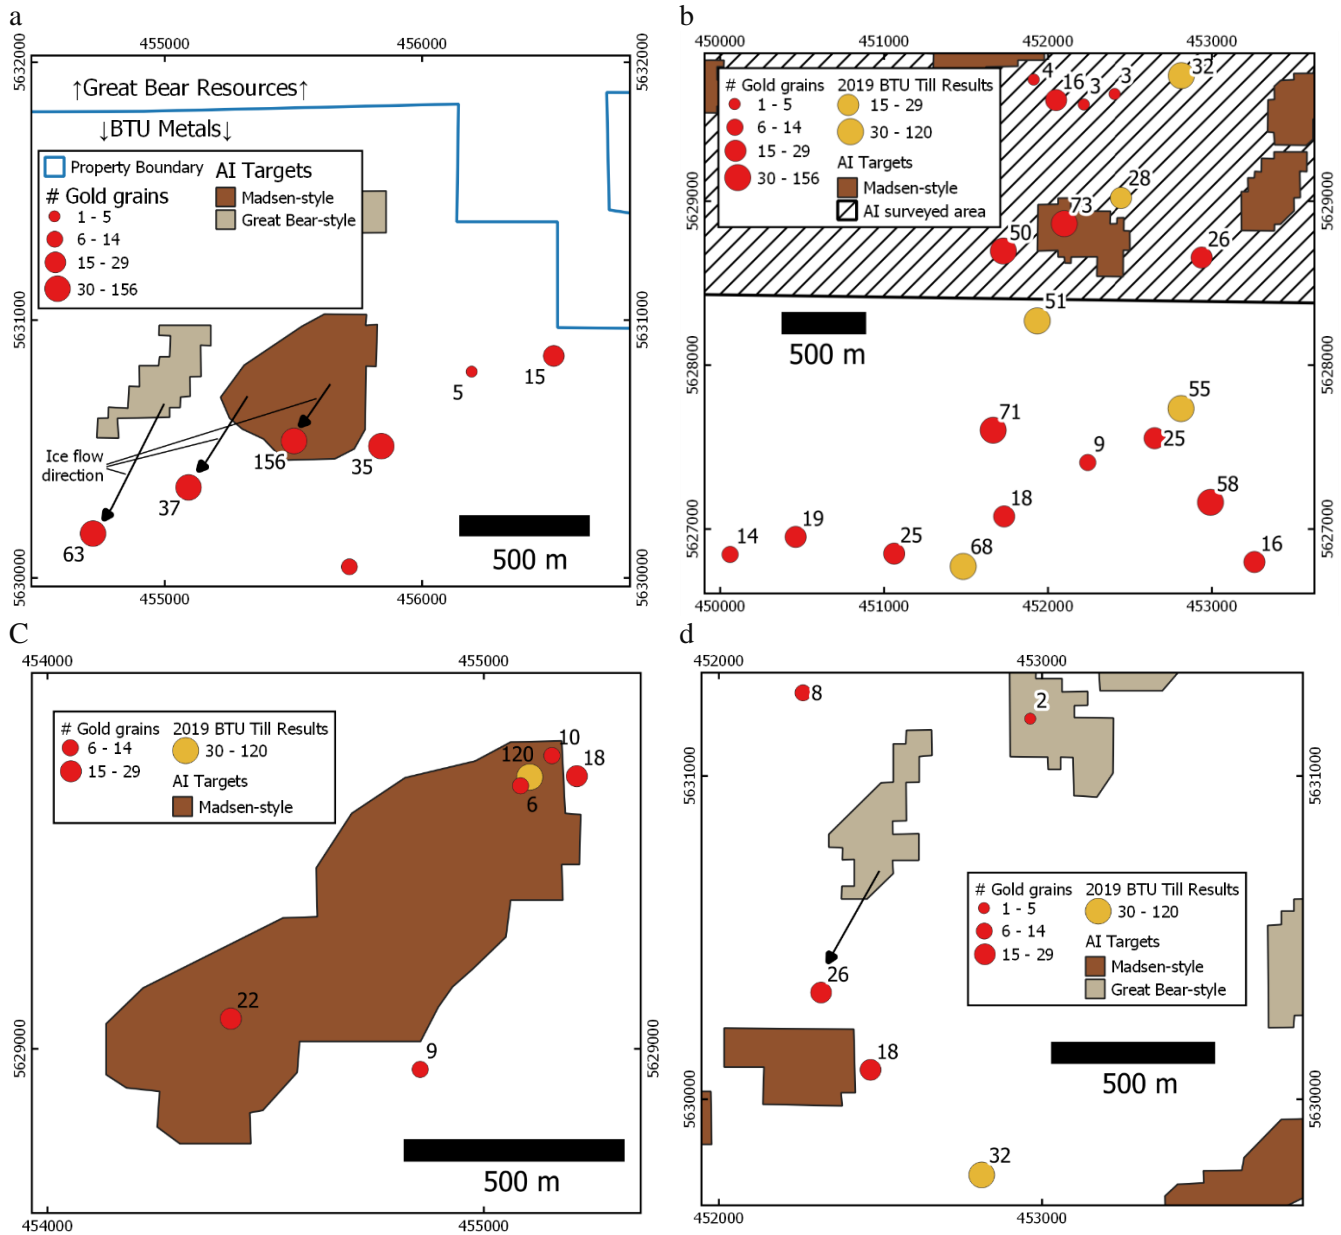 a
455000 456000
5632000 5632000
↑Great Bear Resources↑
↓BTU Metals↓
Property Boundary
# Gold grains
1 - 5
6 - 14
15 - 29
30 - 156
AI Targets
Madsen-style
Great Bear-style
5631000 5631000
5
15
156
35
Ice flow
direction
37
63
500 m
5630000 5630000
455000 456000
b
450000 451000 452000 453000
# Gold grains
1 - 5
6 - 14
15 - 29
30 - 156
2019 BTU Till Results
15 - 29
30 - 120
AI Targets
Madsen-style
AI surveyed area
4
16
3
3
32
5629000 5629000
28
73
50
26
51
500 m
5628000 5628000
55
71
25
9
58
18
19
14
25
68
16
5627000 5627000
450000 451000 452000 453000
C
454000 455000
# Gold grains
6 - 14
15 - 29
2019 BTU Till Results
30 - 120
AI Targets
Madsen-style
10
120
18
6
22
9
5629000 5629000
500 m
454000 455000
d
452000 453000
8
2
5631000 5631000
# Gold grains
1 - 5
6 - 14
15 - 29
2019 BTU Till Results
30 - 120
AI Targets
Madsen-style
Great Bear-style
26
18
500 m
5630000 5630000
32
452000 453000